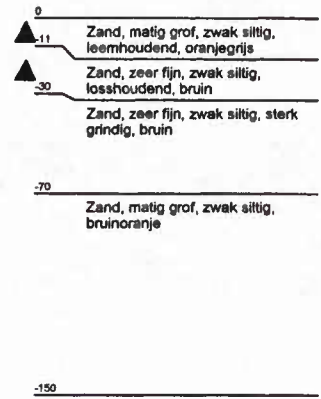 0
Zand, matig grof, zwak siltig,
-11
leemhoudend, oranjegrijs
Zand, zeer fijn, zwak siltig,
-30
losshoudend, bruin
Zand, zeer fijn, zwak siltig, sterk
grindig, bruin
-70
Zand, matig grof, zwak siltig,
bruinoranje
-150